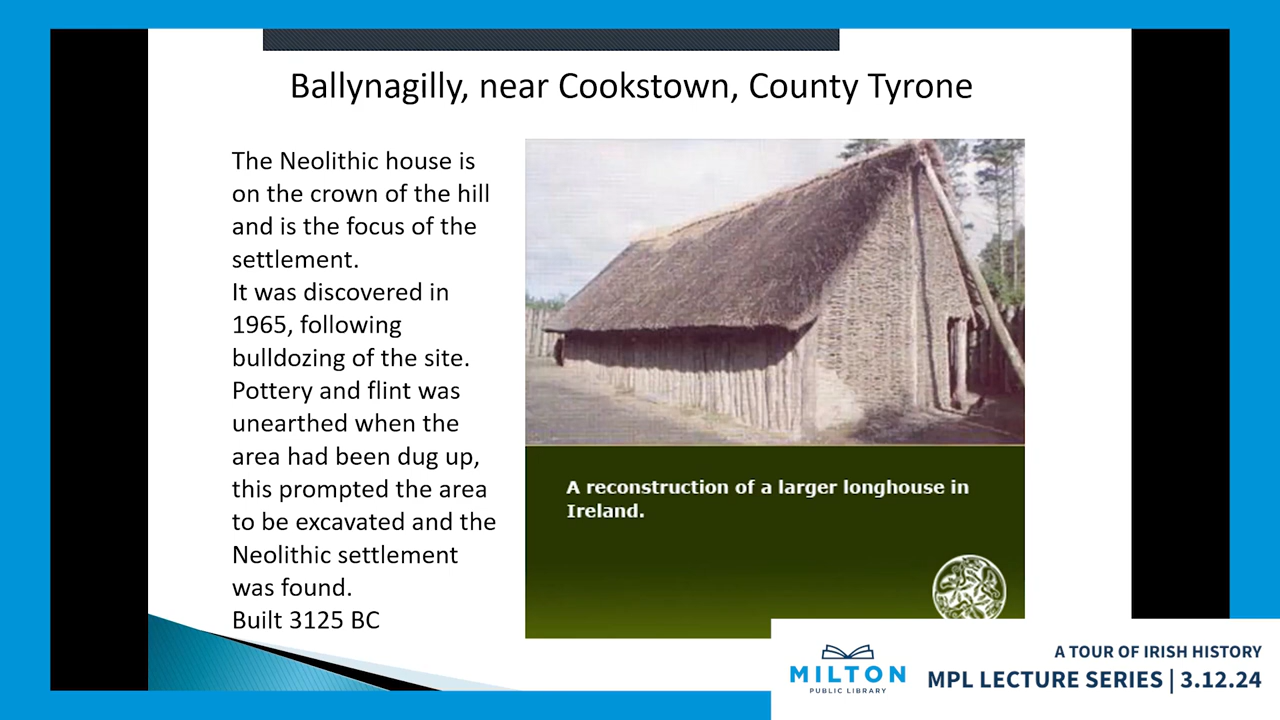 Ballynagilly, near Cookstown, County Tyrone
The Neolithic house is
on the crown of the hill
and is the focus of the
settlement.
It was discovered in
1965, following
bulldozing of the site.
Pottery and flint was
unearthed when the
area had been dug up,
this prompted the area
to be excavated and the
Neolithic settlement
was found.
Built 3125 BC
A reconstruction of a larger longhouse in
Ireland.
MILTON
PUBLIC LIBRARY
A TOUR OF IRISH HISTORY
MPL LECTURE SERIES | 3.12.24